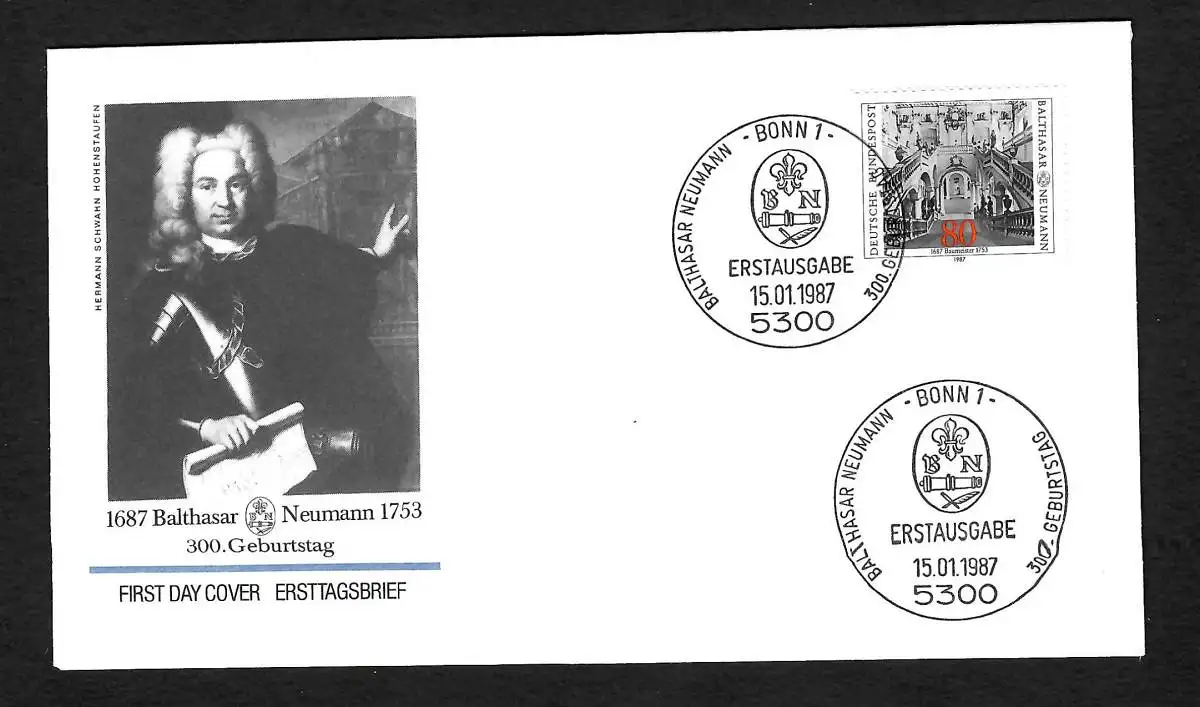 HERMANN SCHWAHN HOHENSTAUFEN
1687 Balthasar BN Neumann 1753
300. Geburtstag
FIRST DAY COVER ERSTTAGSBRIEF
- BONN 1 -
BALTHASAR NEUMANN
300. GEBURTSTAG
B N
ERSTAUSGABE
15.01.1987
5300
DEUTSCHE BUNDESPOST
BALTHASAR NEUMANN
80
1687 Baumeister 1753
1987
- BONN 1 -
BALTHASAR NEUMANN
300. GEBURTSTAG
B N
ERSTAUSGABE
15.01.1987
5300